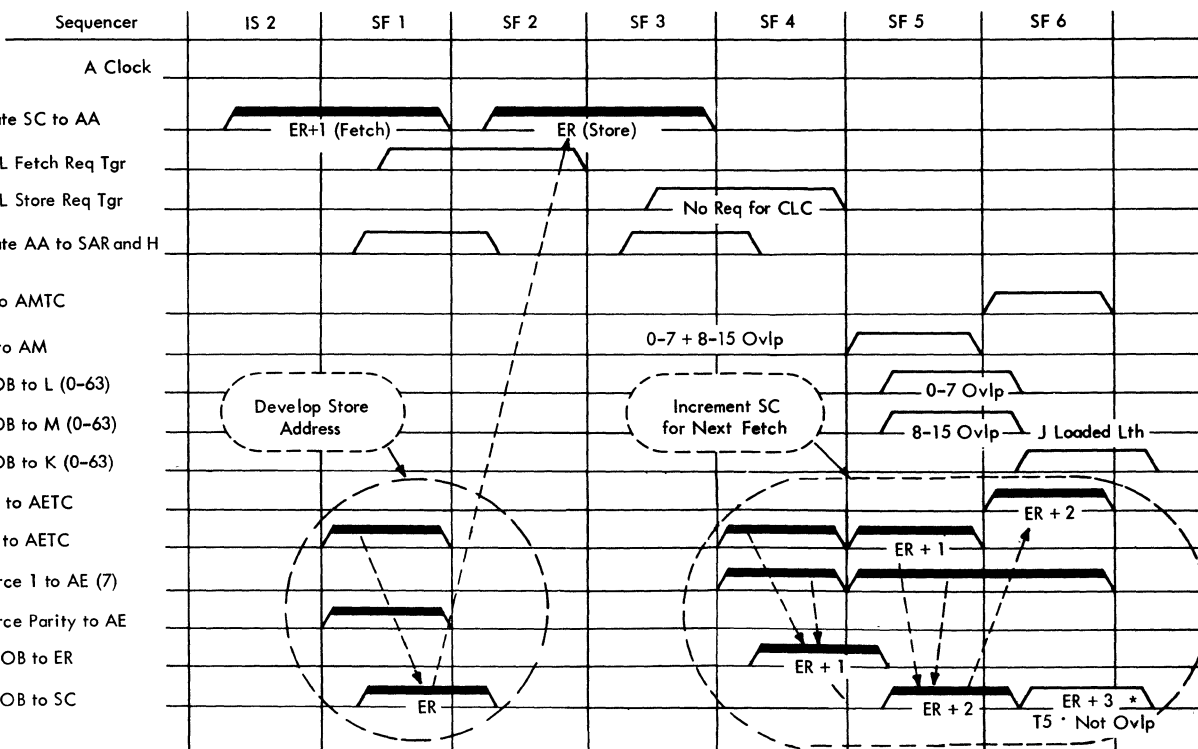 Sequencer IS 2 SF 1 SF 2 SF 3 SF 4 SF 5 SF 6
A Clock
te SC to AA ER+1 (Fetch) ER (Store)
L Fetch Req Tgr
L Store Req Tgr No Req for CLC
te AA to SAR and H
o AMTC
o AM 0-7 + 8-15 Ovlp
OB to L (0-63) 0-7 Ovlp
Develop Store
Address
Increment SC
for Next Fetch
OB to M (0-63) 8-15 Ovlp J Loaded Lth
OB to K (0-63)
to AETC ER + 2
to AETC ER + 1
rce 1 to AE (7)
rce Parity to AE
OB to ER ER + 1
OB to SC ER ER + 2 ER + 3 *
T5 · Not Ovlp